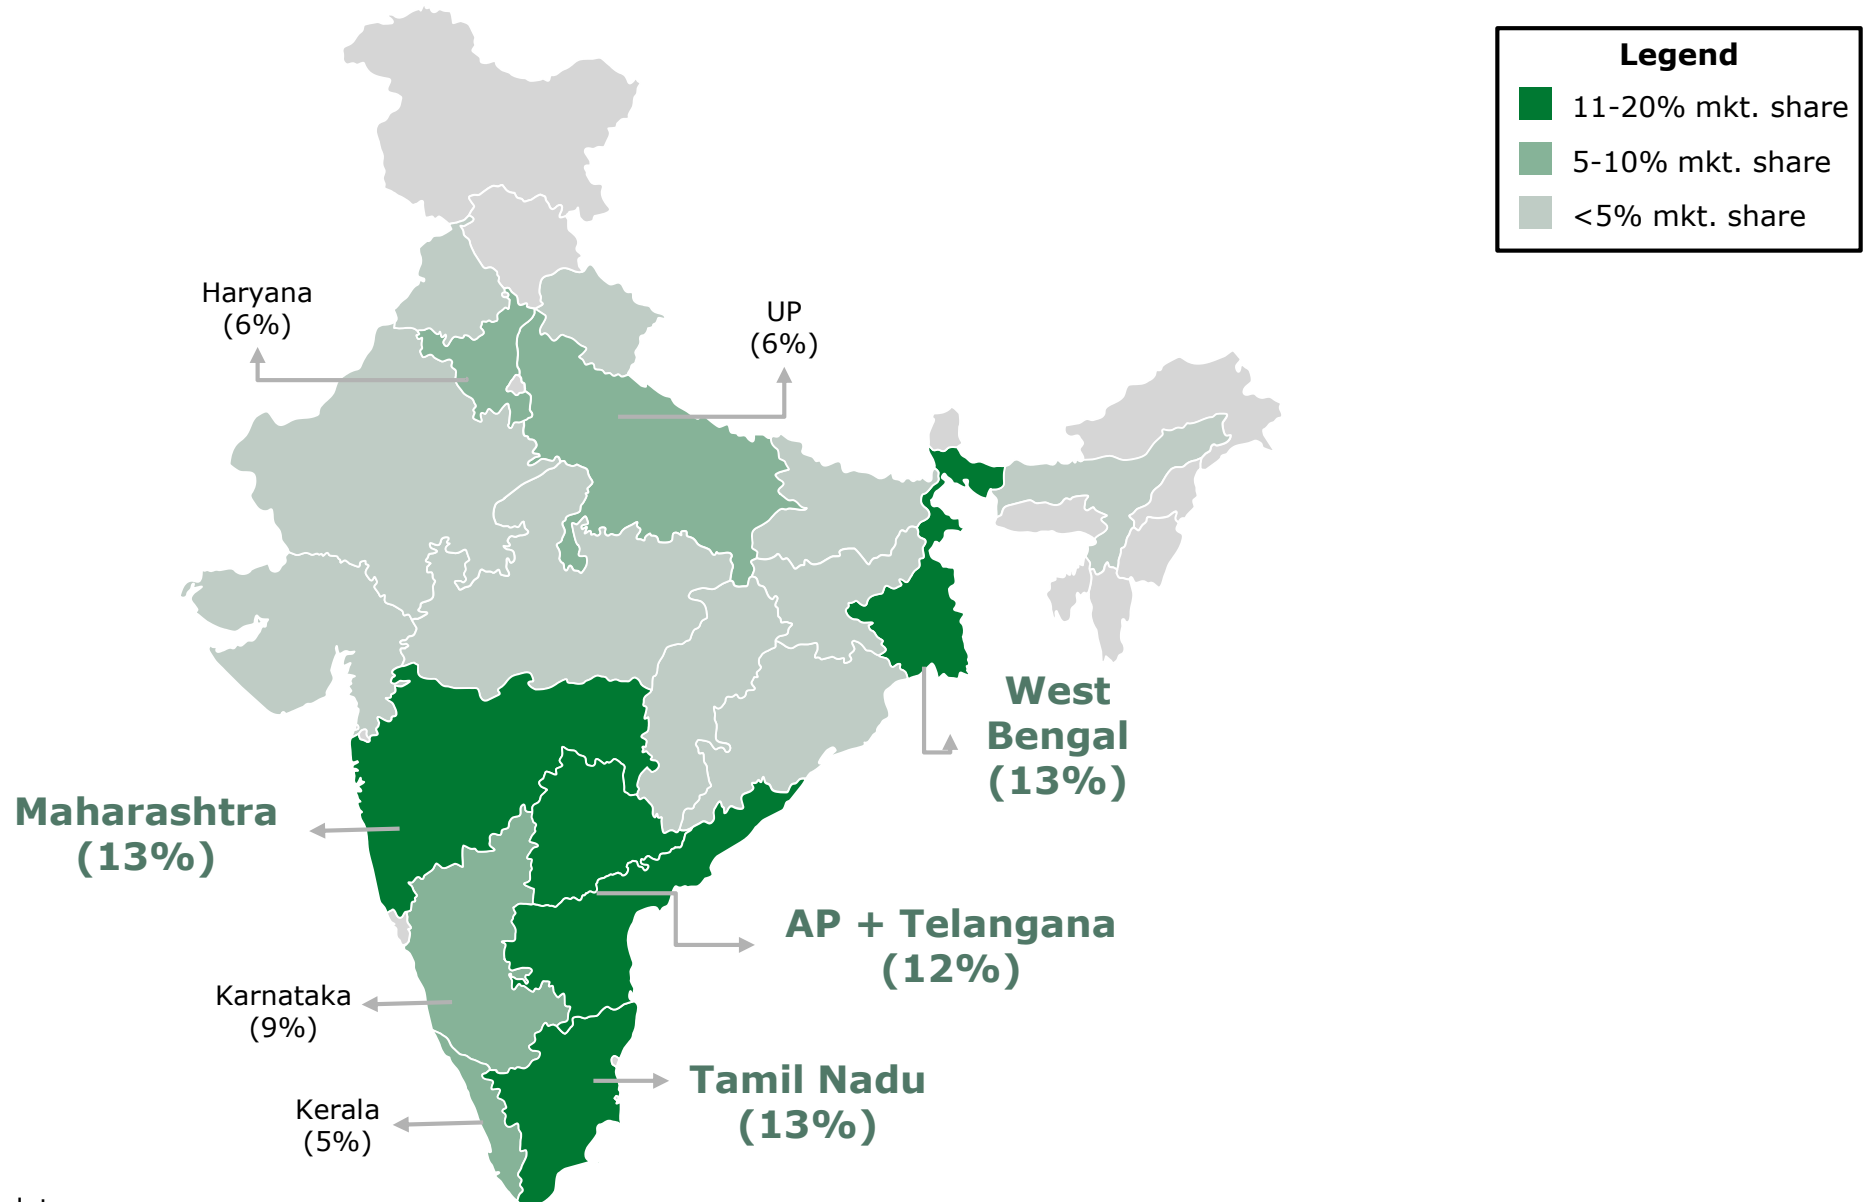 Legend
11-20% mkt. share
5-10% mkt. share
<5% mkt. share
Haryana
(6%)
UP
(6%)
West
Bengal
(13%)
Maharashtra
(13%)
AP + Telangana
(12%)
Karnataka
(9%)
Tamil Nadu
(13%)
Kerala
(5%)